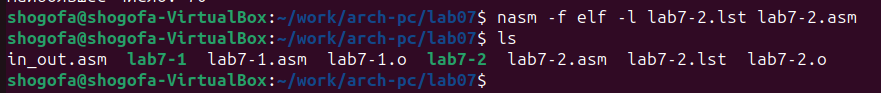 shogofa@shogofa-VirtualBox:~/work/arch-pc/lab07$ nasm -f elf -l lab7-2.lst lab7-2.asm
shogofa@shogofa-VirtualBox:~/work/arch-pc/lab07$ ls
in_out.asm lab7-1 lab7-1.asm lab7-1.o lab7-2 lab7-2.asm lab7-2.lst lab7-2.o
shogofa@shogofa-VirtualBox:~/work/arch-pc/lab07$